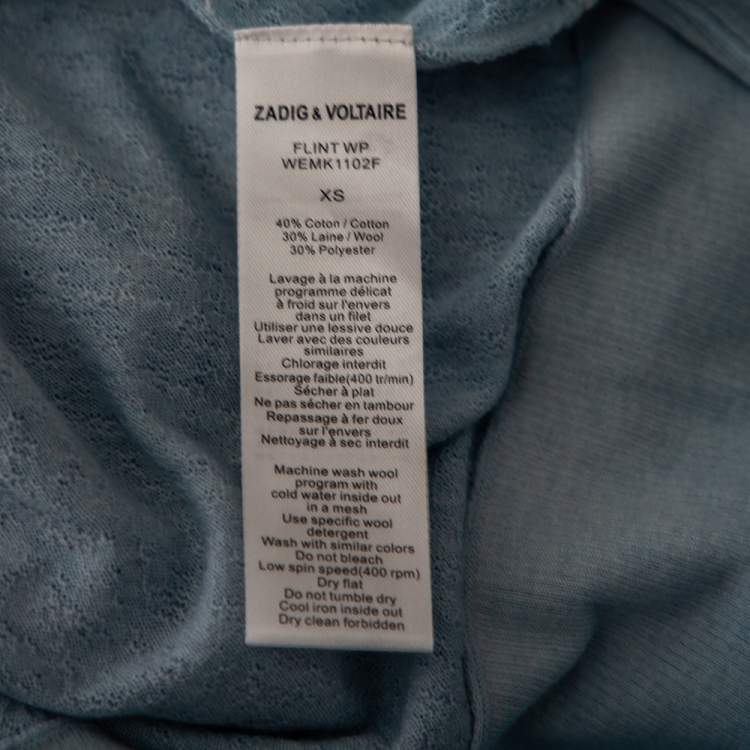 ZADIG & VOLTAIRE
FLINT WP
WEMK1102F
XS
40% Coton / Cotton
30% Laine / Wool
30% Polyester
Lavage à la machine
programme délicat
à froid sur l'envers
dans un filet
Utiliser une lessive douce
Laver avec des couleurs
similaires
Chlorage interdit
Essorage faible(400 tr/min)
Sécher à plat
Ne pas sécher en tambour
Repassage à fer doux
sur l'envers
Nettoyage à sec interdit
Machine wash wool
program with
cold water inside out
in a mesh
Use specific wool
detergent
Wash with similar colors
Do not bleach
Low spin speed(400 rpm)
Dry flat
Do not tumble dry
Cool iron inside out
Dry clean forbidden